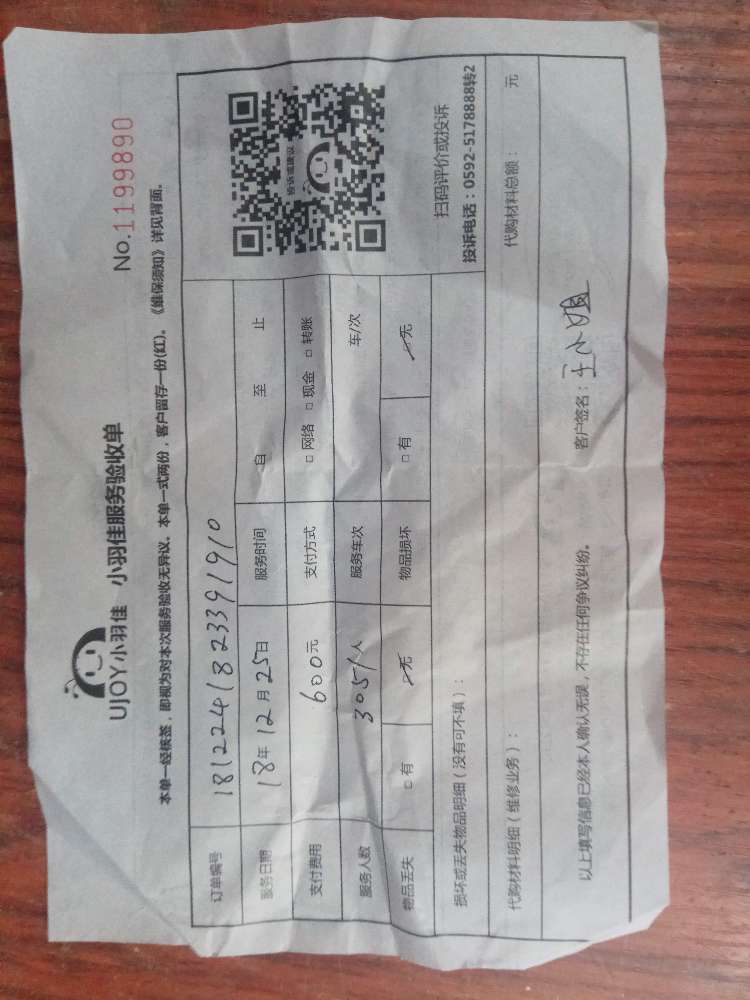 UJOY小羽佳 小羽佳服务验收单
No.1199890
本单一经核签，即视为对本次服务验收无异议。本单一式两份，客户留存一份(红)。《维保须知》详见背面。
订单编号 181224182339 1910
服务日期 18年12月25日 服务时间 自 至 止
支付费用 600元 支付方式 □网络 □现金 □转账
服务人数 3051人 服务车次 车/次
物品丢失 □有 无 物品损坏 □有 无
投诉或建议
扫码评价或投诉
投诉电话：0592-5178888转2
损坏或丢失物品明细（没有可不填）：
代购材料明细（维修业务）： 代购材料总额： 元
以上填写信息已经本人确认无误，不存在任何争议纠纷。 客户签名：王小姐